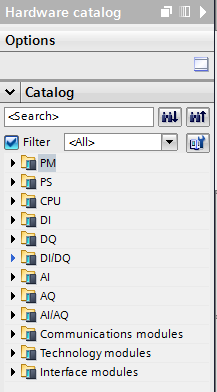 Hardware catalog
Options
Catalog
<Search>
Filter <All>
PM
PS
CPU
DI
DQ
DI/DQ
AI
AQ
AI/AQ
Communications modules
Technology modules
Interface modules